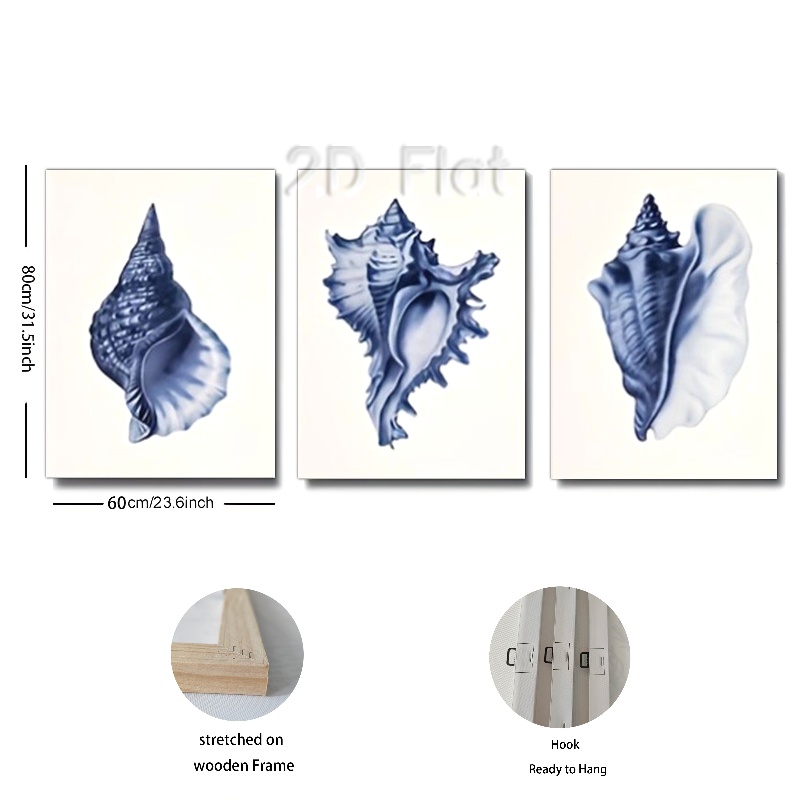 2D Flat
80cm/31.5inch
60cm/23.6inch
stretched on
wooden Frame
Hook
Ready to Hang